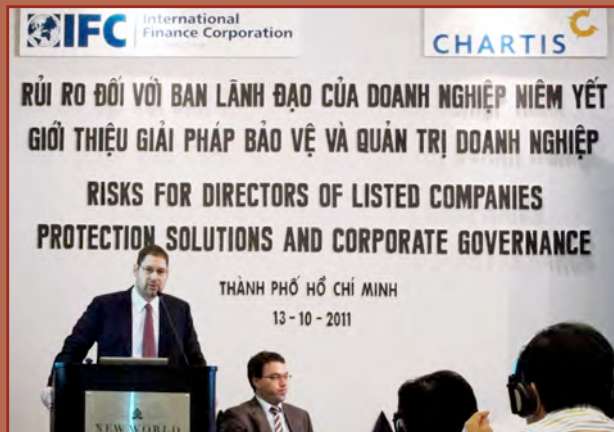 IFC International
Finance Corporation
CHARTIS
RỦI RO ĐỐI VỚI BAN LÃNH ĐẠO CỦA DOANH NGHIỆP NIÊM YẾT
GIỚI THIỆU GIẢI PHÁP BẢO VỆ VÀ QUẢN TRỊ DOANH NGHIỆP
RISKS FOR DIRECTORS OF LISTED COMPANIES
PROTECTION SOLUTIONS AND CORPORATE GOVERNANCE
THÀNH PHỐ HỒ CHÍ MINH
13-10-2011
NEW WORLD